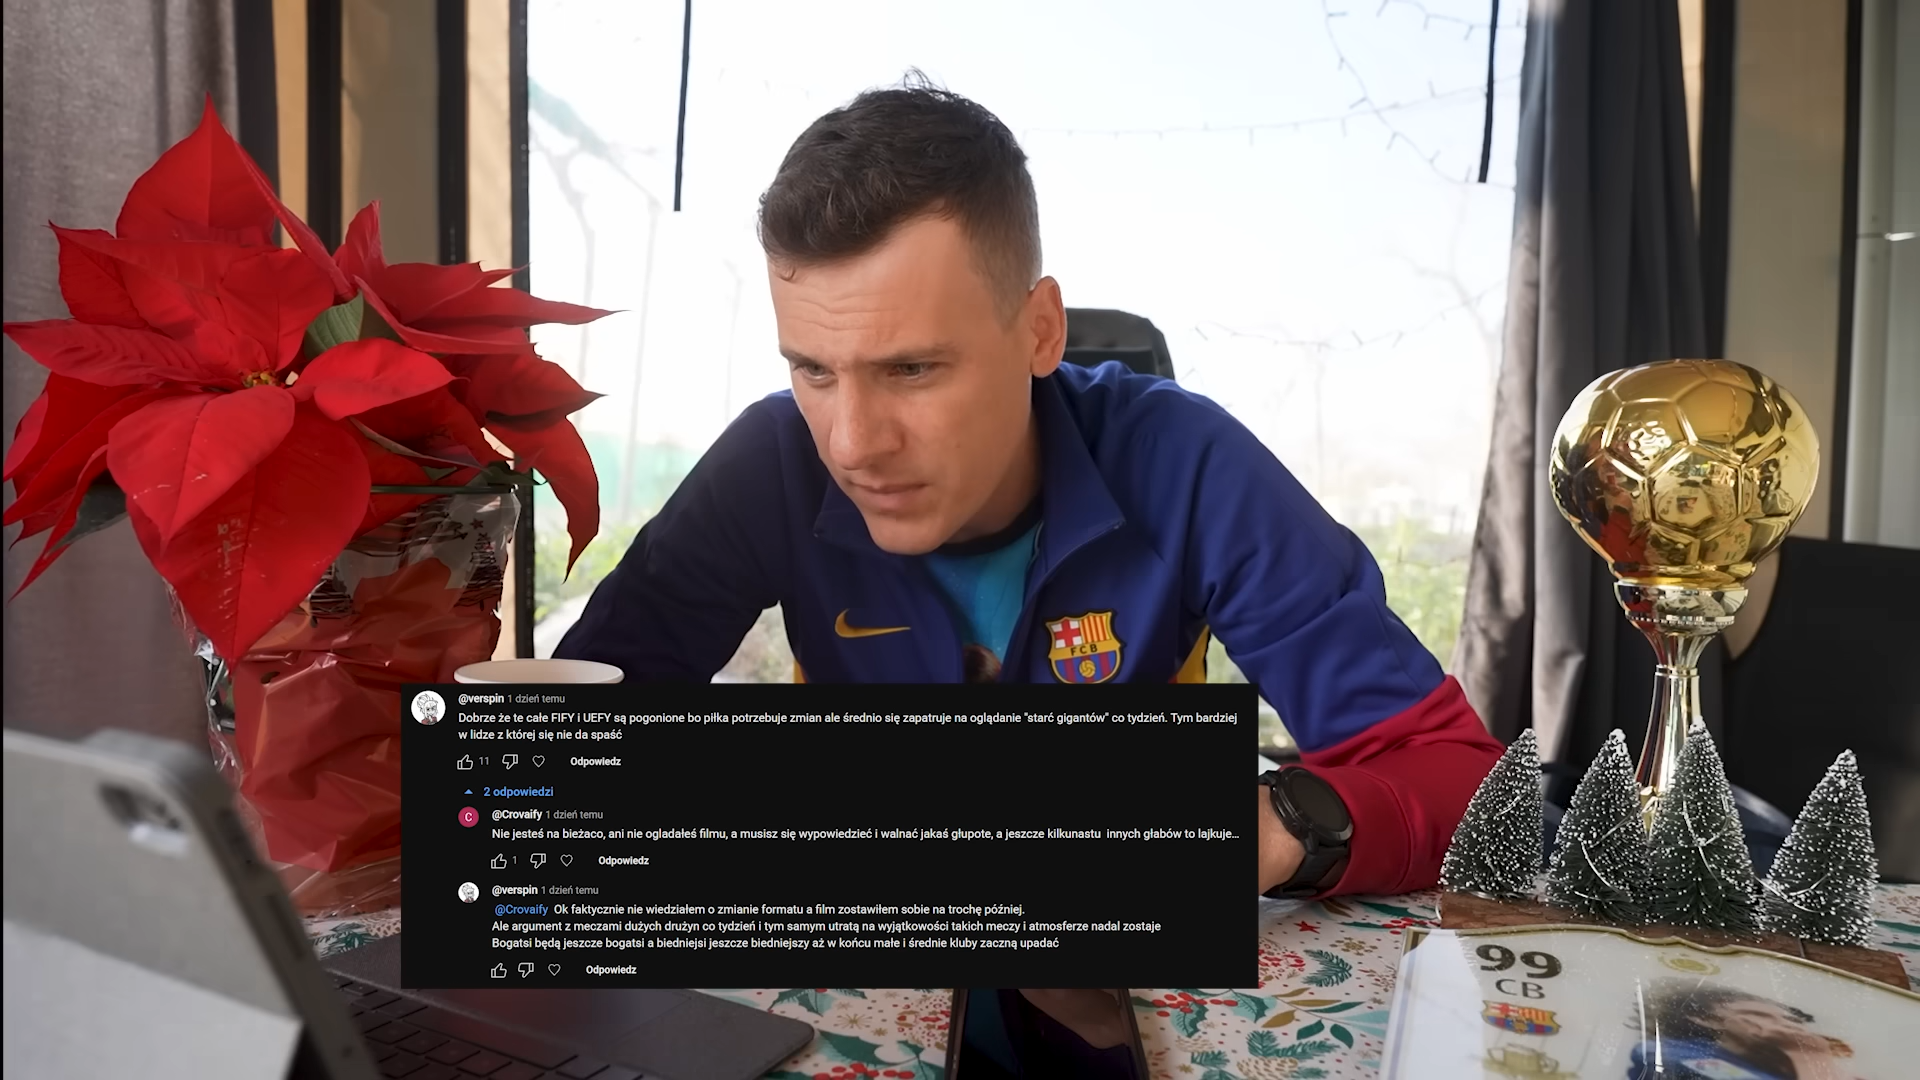 @verspin 1 dzień temu
Dobrze że te całe FIFY i UEFY są pogonione bo piłka potrzebuje zmian ale średnio się zapatruje na oglądanie "starć gigantów" co tydzień. Tym bardziej
w lidze z której się nie da spaść
11 Odpowiedz
2 odpowiedzi
C @Crovaify 1 dzień temu
Nie jesteś na bieżaco, ani nie ogladałeś filmu, a musisz się wypowiedzieć i walnać jakaś głupote, a jeszcze kilkunastu innych głabów to lajkuje...
1 Odpowiedz
@verspin 1 dzień temu
@Crovaify Ok faktycznie nie wiedziałem o zmianie formatu a film zostawiłem sobie na trochę później.
Ale argument z meczami dużych drużyn co tydzień i tym samym utratą na wyjątkowości takich meczy i atmosferze nadal zostaje
Bogatsi będą jeszcze bogatsi a biedniejsi jeszcze biedniejszy aż w końcu małe i średnie kluby zaczną upadać
Odpowiedz
FCB
99
CB